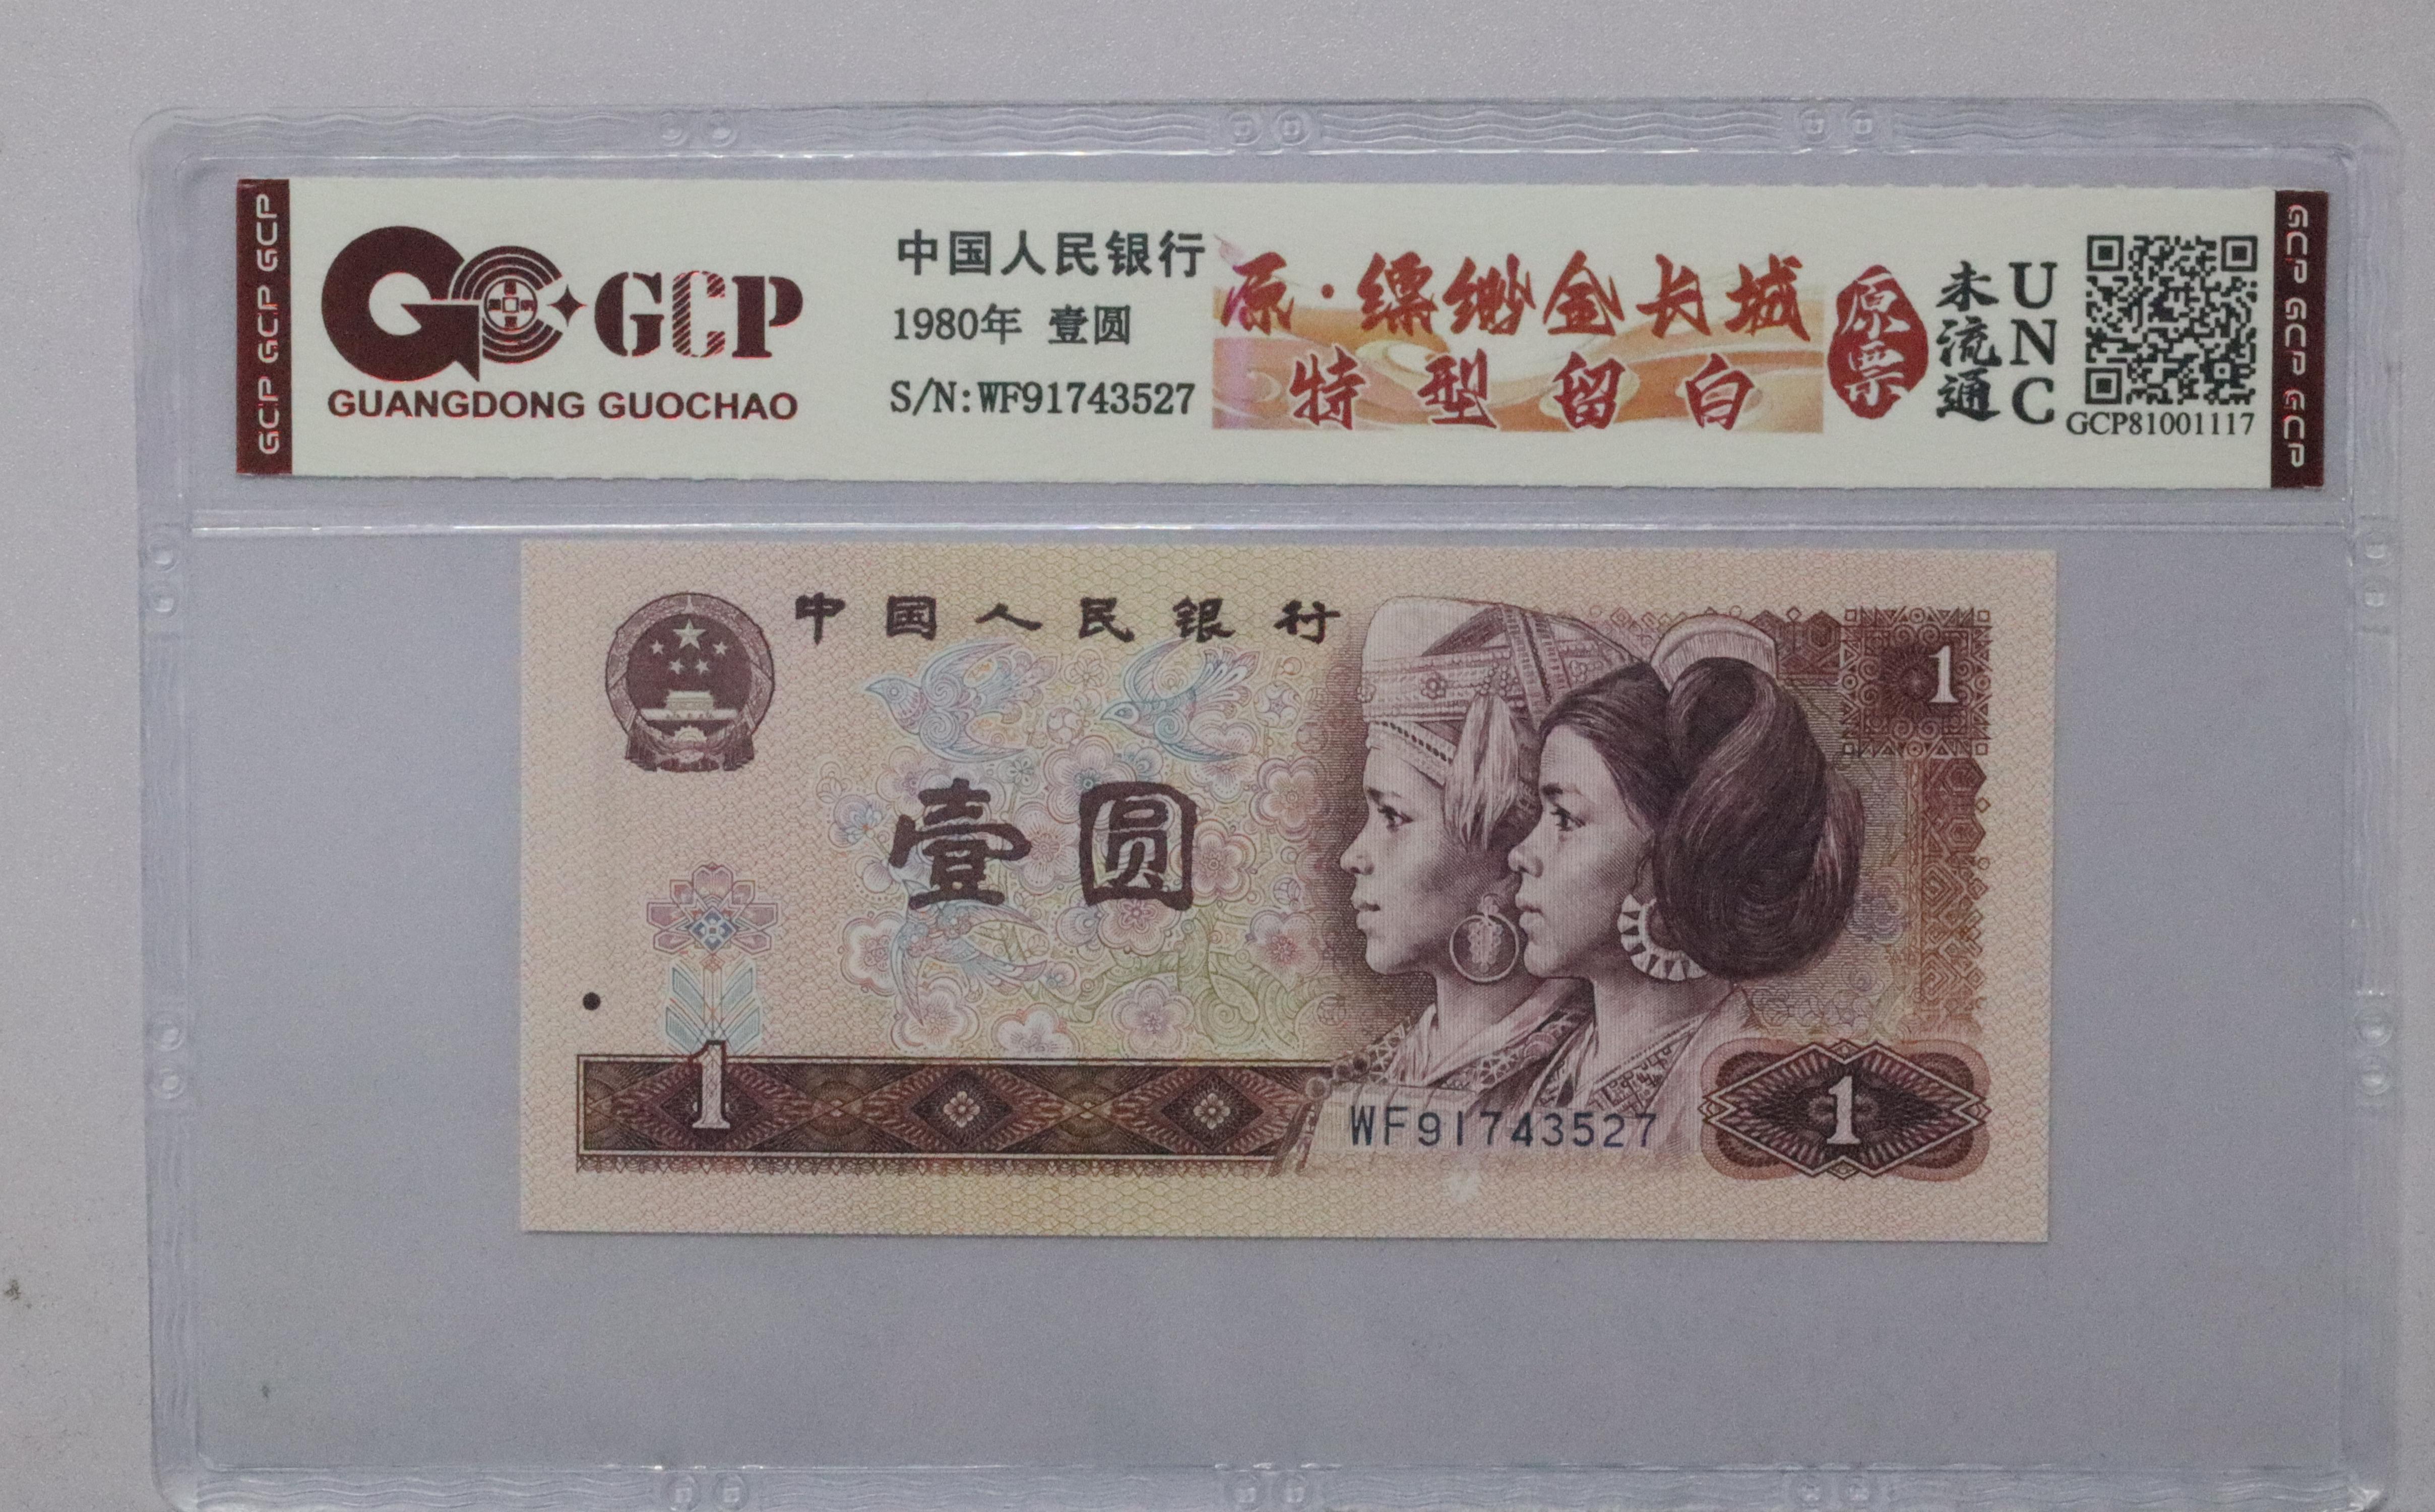 GCP GCP GCP
GUANGDONG GUOCHAO
GCP
中国人民银行
1980年 壹圆
S/N:WF91743527
原·缥缈金长城
特型留白
原票
未流通
UNC
GCP81001117
GCP GCP GCP
中国人民银行
1
壹圆
1
WF91743527
1